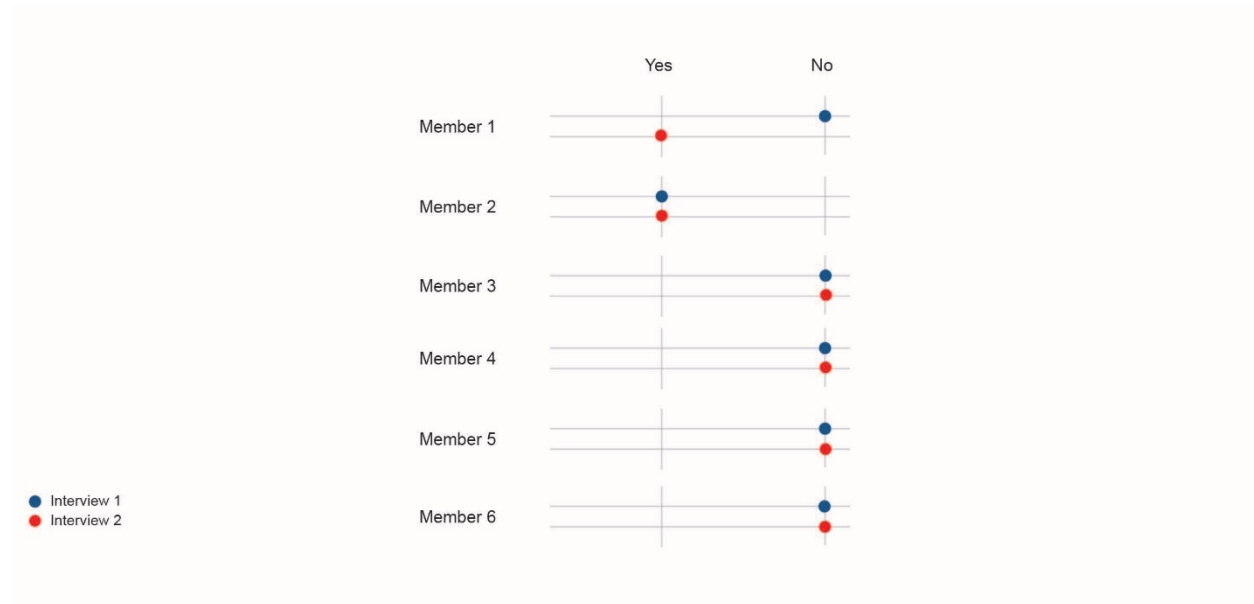 Yes No
Member 1
Member 2
Member 3
Member 4
Member 5
Member 6
Interview 1
Interview 2